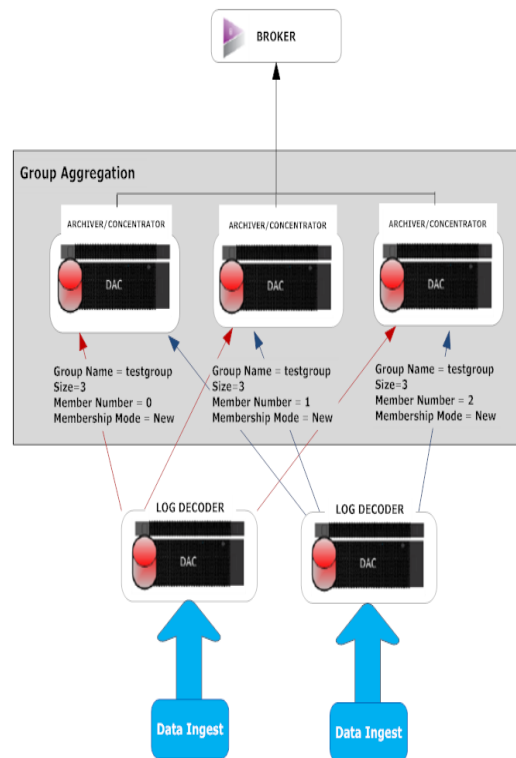 BROKER
Group Aggregation
ARCHIVER/CONCENTRATOR
ARCHIVER/CONCENTRATOR
ARCHIVER/CONCENTRATOR
DAC
DAC
DAC
Group Name = testgroup
Size=3
Member Number = 0
Membership Mode = New
Group Name = testgroup
Size=3
Member Number = 1
Membership Mode = New
Group Name = testgroup
Size=3
Member Number = 2
Membership Mode = New
LOG DECODER
LOG DECODER
DAC
DAC
Data Ingest
Data Ingest